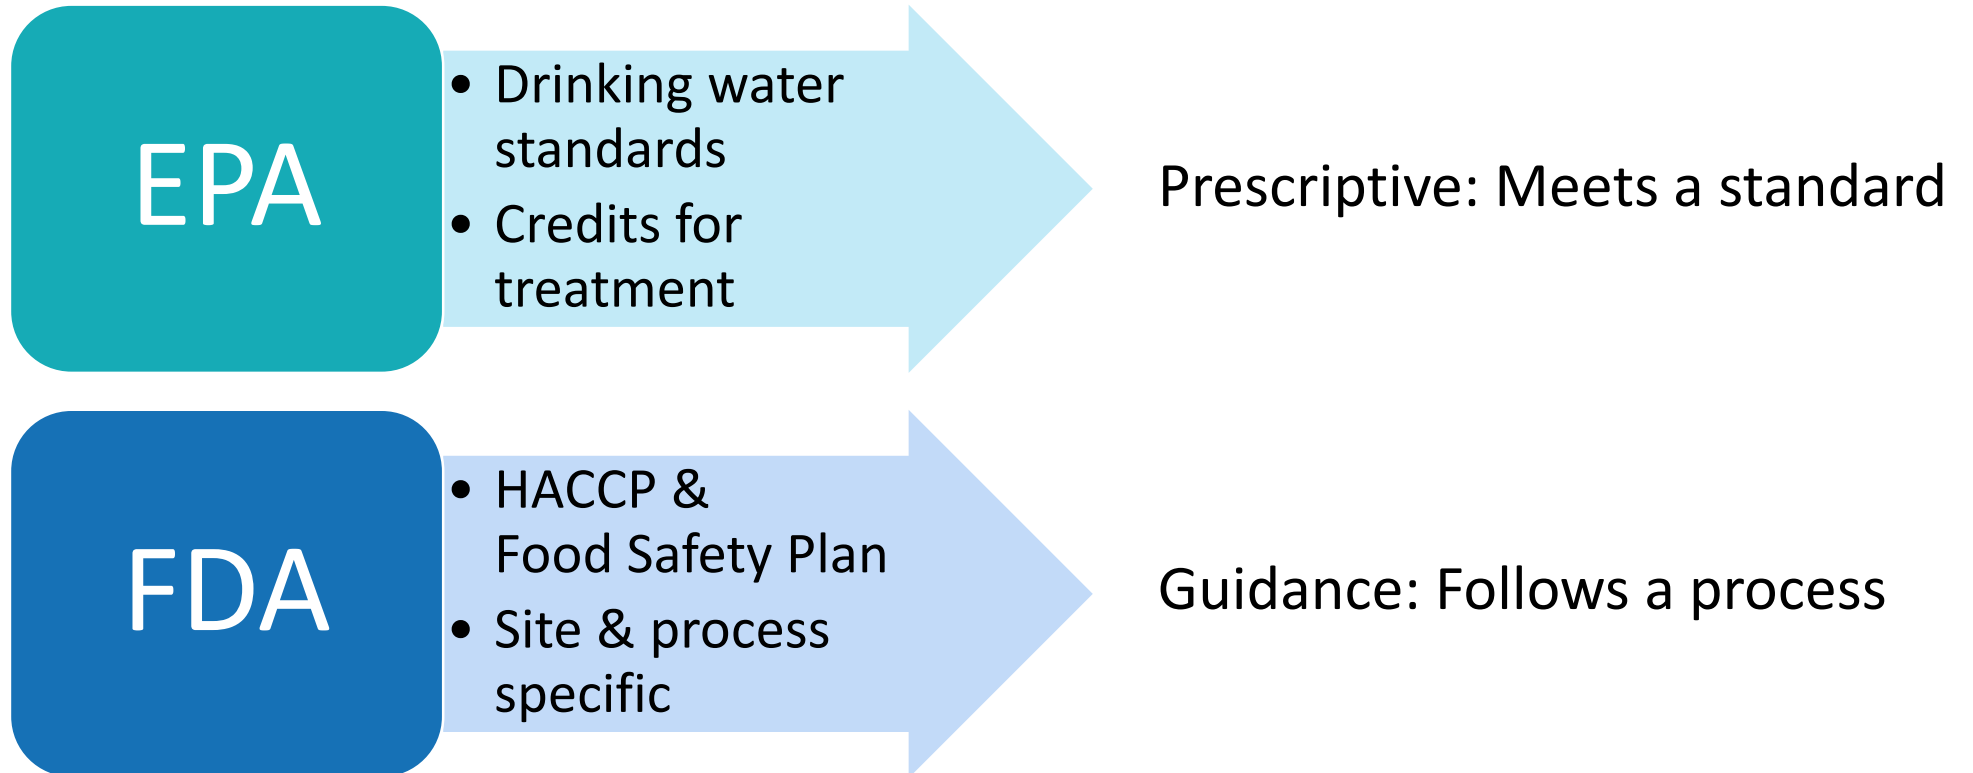 EPA
• Drinking water
standards
• Credits for
treatment
Prescriptive: Meets a standard
FDA
• HACCP &
Food Safety Plan
• Site & process
specific
Guidance: Follows a process